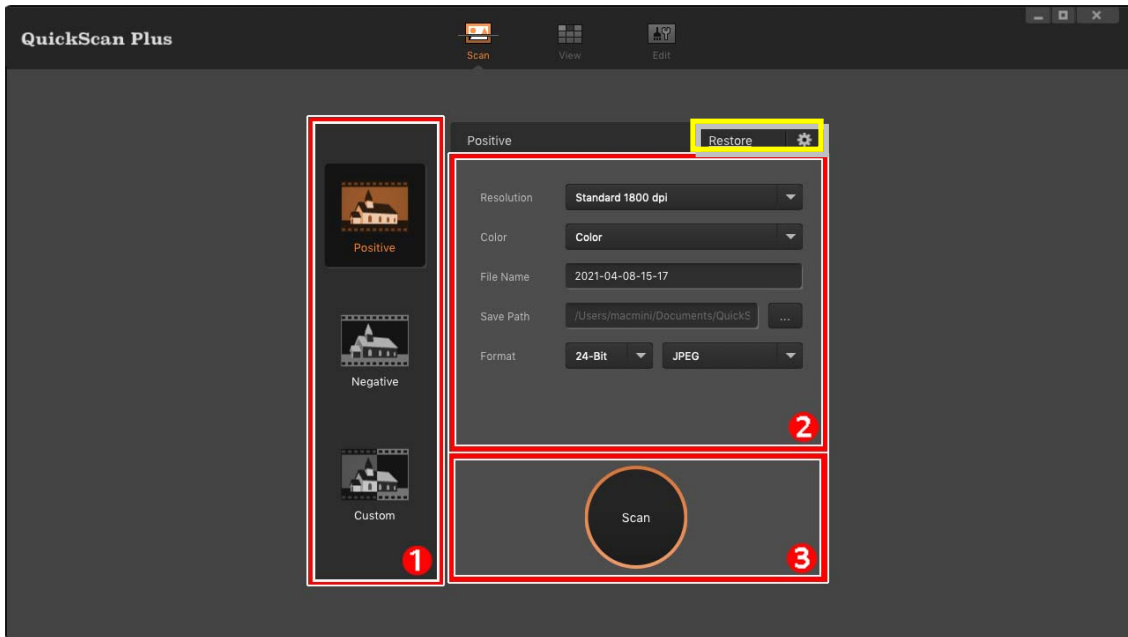 QuickScan Plus
Scan
View
Edit
Positive
Negative
Custom
1
Positive
Restore
Resolution
Standard 1800 dpi
Color
Color
File Name
2021-04-08-15-17
Save Path
/Users/macmini/Documents/QuickS
...
Format
24-Bit
JPEG
2
Scan
3